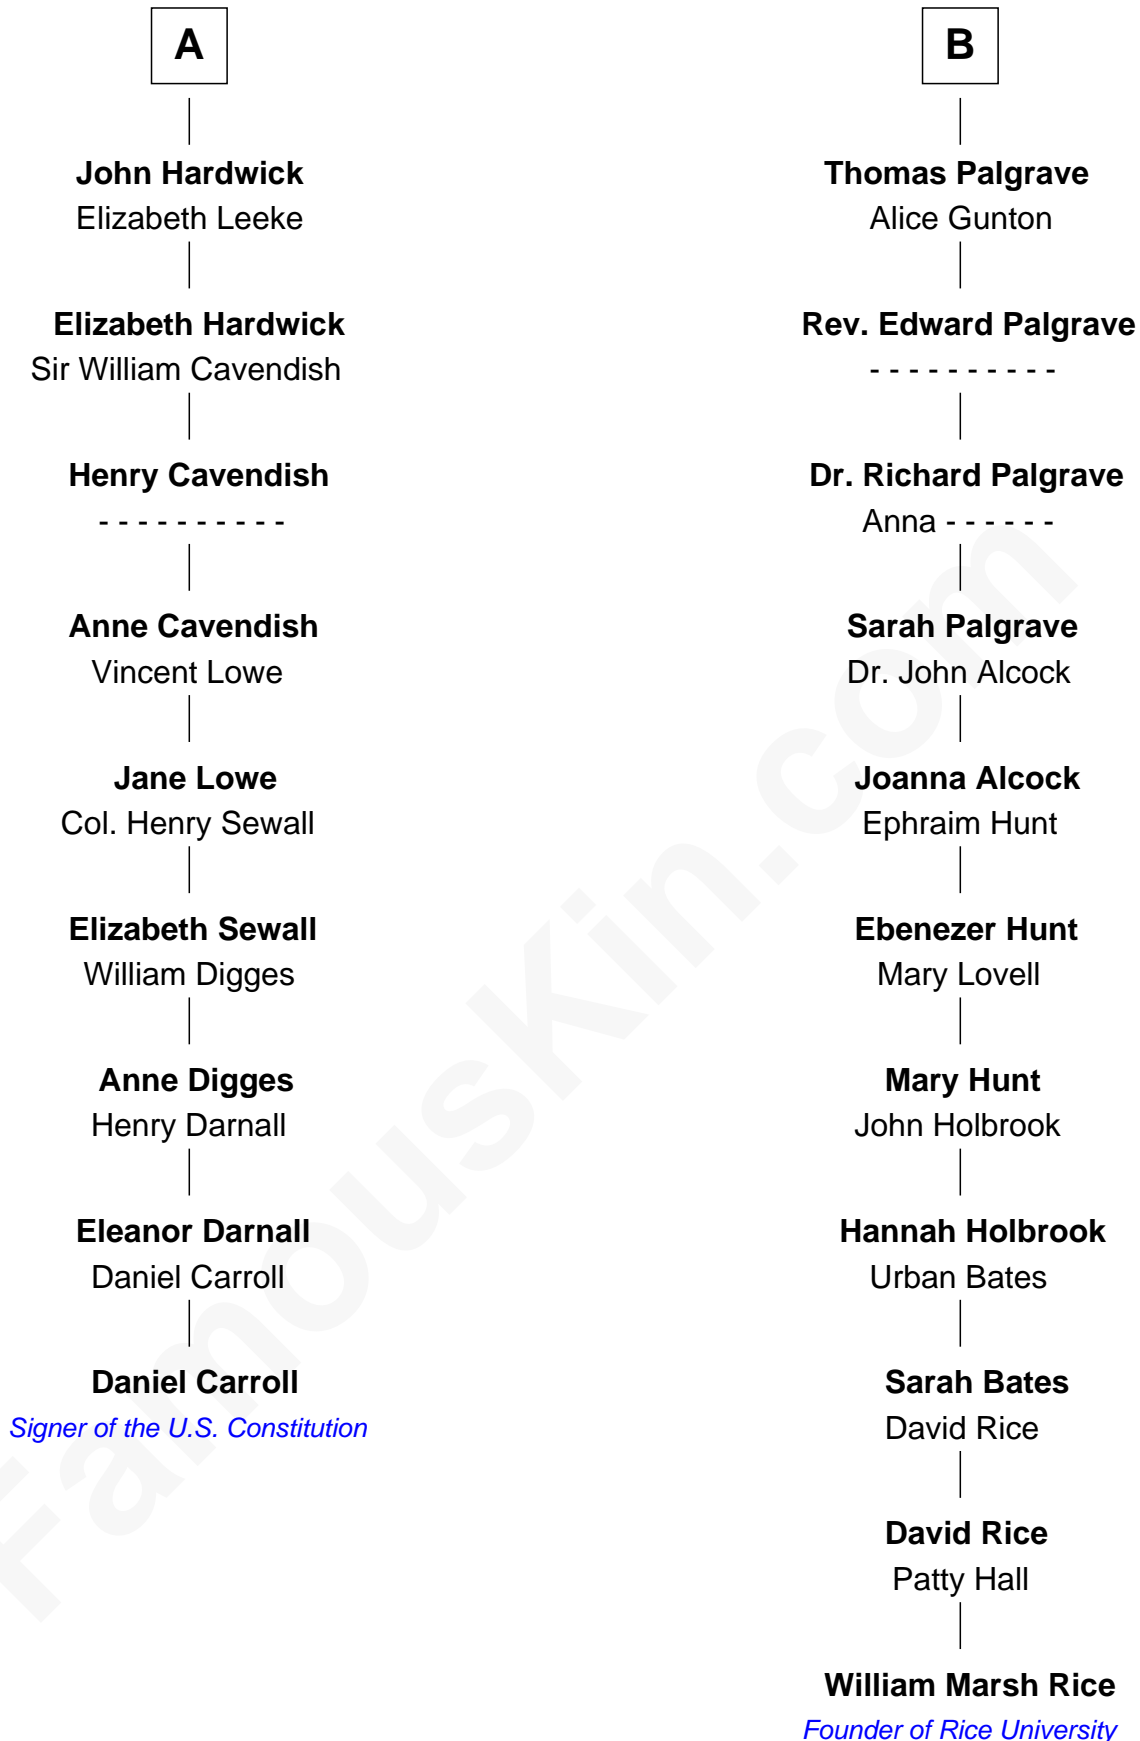 A
John Hardwick
Elizabeth Leeke
Elizabeth Hardwick
Sir William Cavendish
Henry Cavendish
- - - - - - - - - -
Anne Cavendish
Vincent Lowe
Jane Lowe
Col. Henry Sewall
Elizabeth Sewall
William Digges
Anne Digges
Henry Darnall
Eleanor Darnall
Daniel Carroll
Daniel Carroll
Signer of the U.S. Constitution
B
Thomas Palgrave
Alice Gunton
Rev. Edward Palgrave
- - - - - - - - - -
Dr. Richard Palgrave
Anna - - - - - -
Sarah Palgrave
Dr. John Alcock
Joanna Alcock
Ephraim Hunt
Ebenezer Hunt
Mary Lovell
Mary Hunt
John Holbrook
Hannah Holbrook
Urban Bates
Sarah Bates
David Rice
David Rice
Patty Hall
William Marsh Rice
Founder of Rice University
FamousKin.com